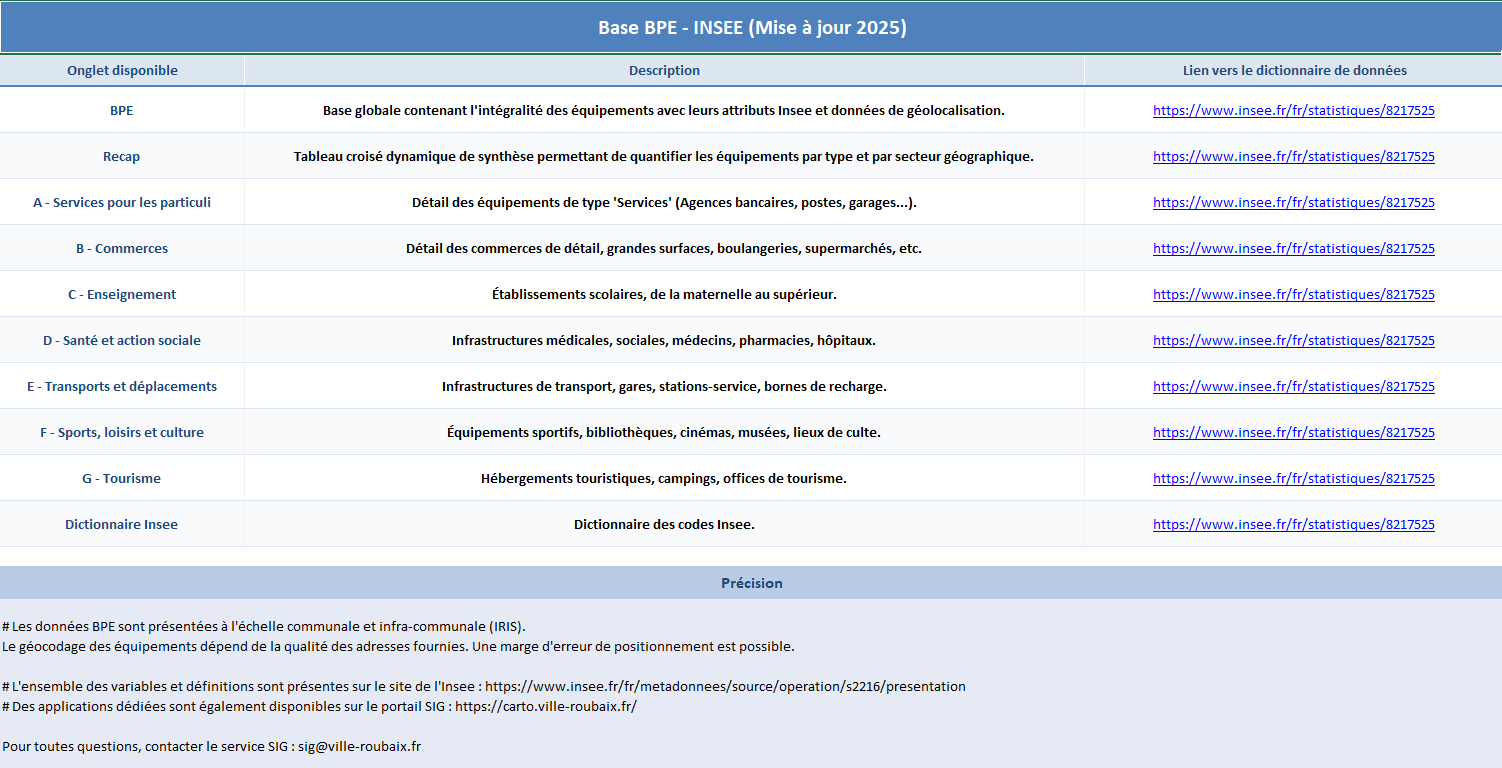 Base BPE - INSEE (Mise à jour 2025)
Onglet disponible Description Lien vers le dictionnaire de données
BPE Base globale contenant l'intégralité des équipements avec leurs attributs Insee et données de géolocalisation. https://www.insee.fr/fr/statistiques/8217525
Recap Tableau croisé dynamique de synthèse permettant de quantifier les équipements par type et par secteur géographique. https://www.insee.fr/fr/statistiques/8217525
A - Services pour les particuli Détail des équipements de type 'Services' (Agences bancaires, postes, garages...). https://www.insee.fr/fr/statistiques/8217525
B - Commerces Détail des commerces de détail, grandes surfaces, boulangeries, supermarchés, etc. https://www.insee.fr/fr/statistiques/8217525
C - Enseignement Établissements scolaires, de la maternelle au supérieur. https://www.insee.fr/fr/statistiques/8217525
D - Santé et action sociale Infrastructures médicales, sociales, médecins, pharmacies, hôpitaux. https://www.insee.fr/fr/statistiques/8217525
E - Transports et déplacements Infrastructures de transport, gares, stations-service, bornes de recharge. https://www.insee.fr/fr/statistiques/8217525
F - Sports, loisirs et culture Équipements sportifs, bibliothèques, cinémas, musées, lieux de culte. https://www.insee.fr/fr/statistiques/8217525
G - Tourisme Hébergements touristiques, campings, offices de tourisme. https://www.insee.fr/fr/statistiques/8217525
Dictionnaire Insee Dictionnaire des codes Insee. https://www.insee.fr/fr/statistiques/8217525
Précision
# Les données BPE sont présentées à l'échelle communale et infra-communale (IRIS).
Le géocodage des équipements dépend de la qualité des adresses fournies. Une marge d'erreur de positionnement est possible.
# L'ensemble des variables et définitions sont présentes sur le site de l'Insee : https://www.insee.fr/fr/metadonnees/source/operation/s2216/presentation
# Des applications dédiées sont également disponibles sur le portail SIG : https://carto.ville-roubaix.fr/
Pour toutes questions, contacter le service SIG : sig@ville-roubaix.fr